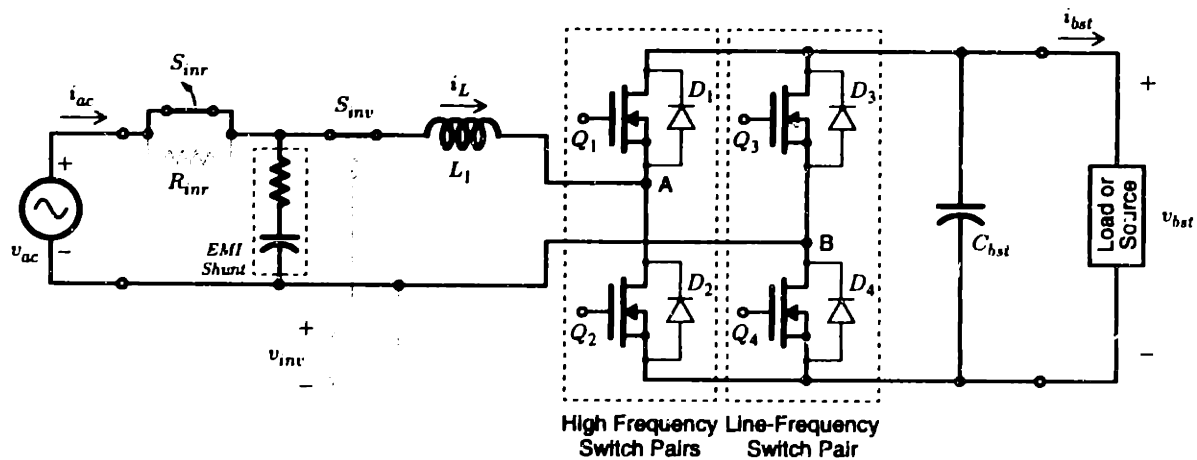 i_ac
S_inr
R_inr
+
v_ac
−
EMI
Shunt
S_inv
i_L
L_1
+
v_inv
−
Q_1
D_1
Q_3
D_3
A
B
Q_2
D_2
Q_4
D_4
High Frequency
Switch Pairs
Line-Frequency
Switch Pair
C_bst
i_bst
+
Load or
Source
v_bst
−